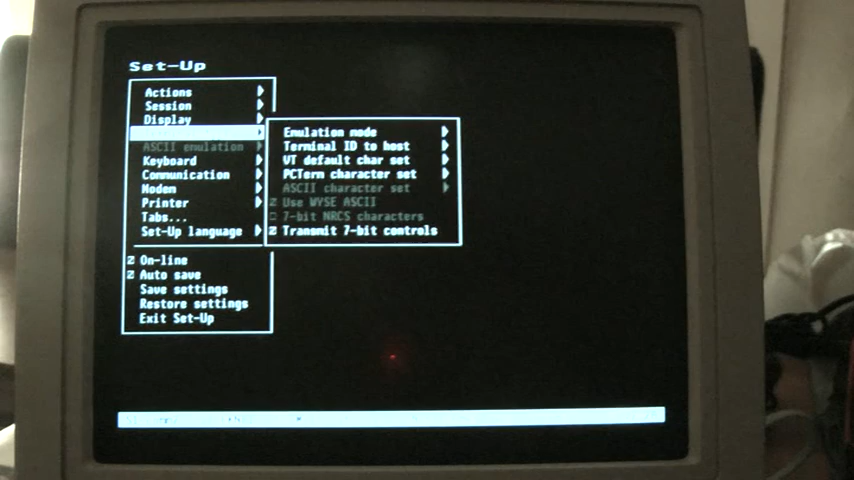 Set-Up
Actions
Session
Display
ASCII emulation
Keyboard
Communication
Modem
Printer
Tabs...
Set-Up language
On-line
Auto save
Save settings
Restore settings
Exit Set-Up
Emulation mode
Terminal ID to host
VT default char set
PCTerm character set
ASCII character set
Use WYSE ASCII
7-bit NRCS characters
Transmit 7-bit controls